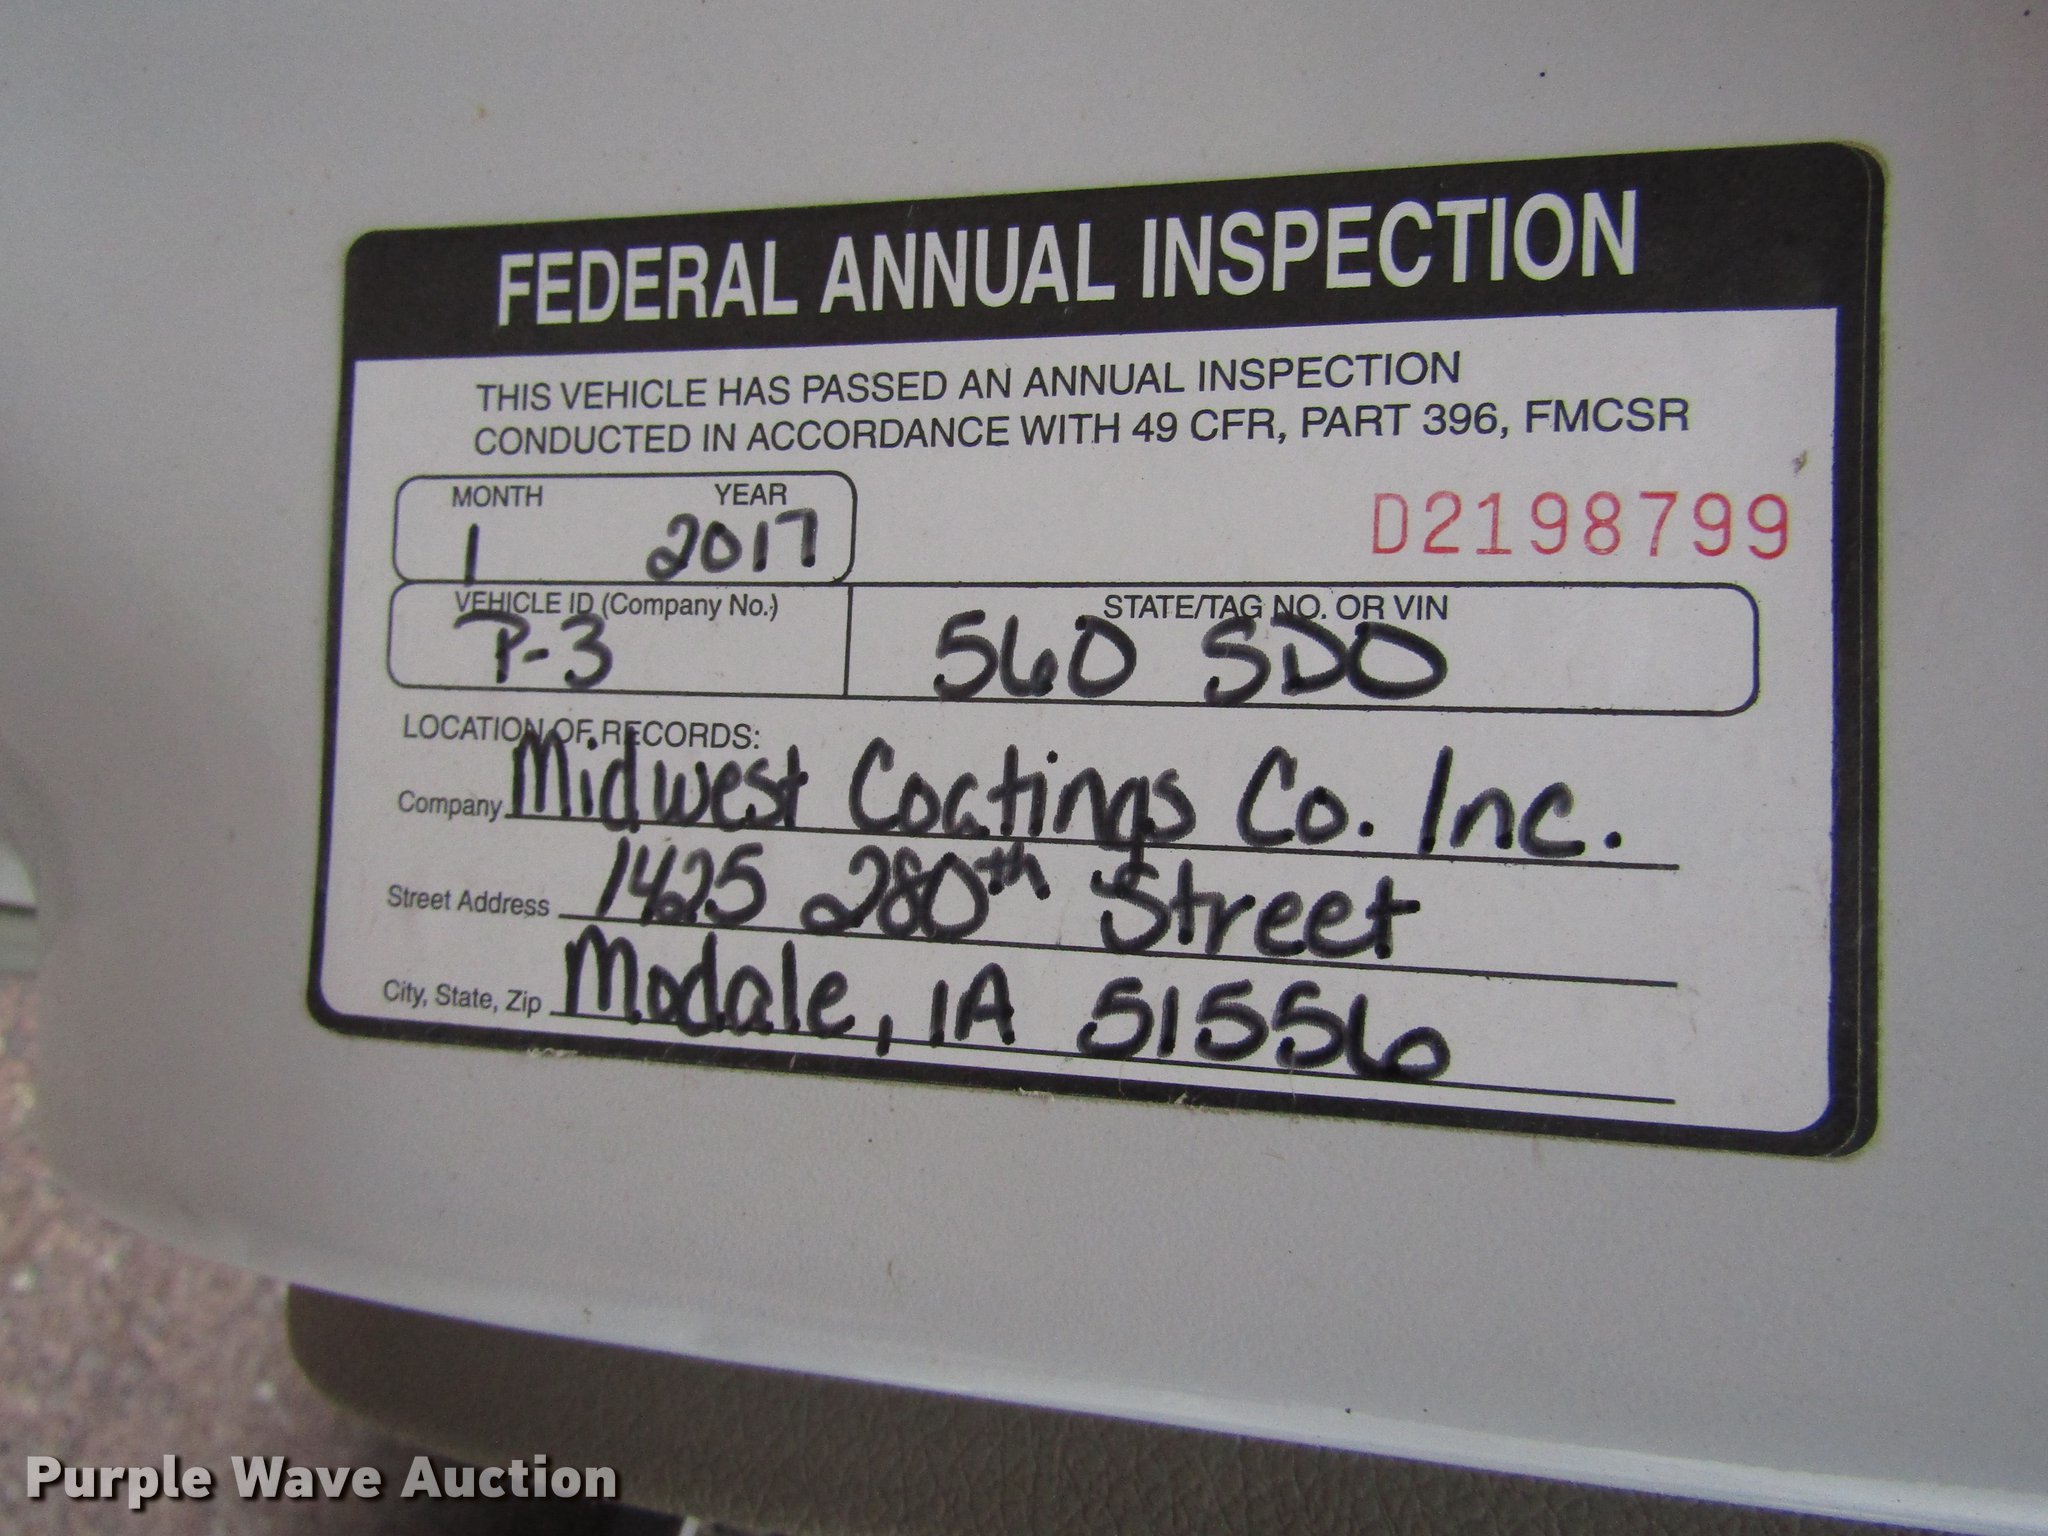 FEDERAL ANNUAL INSPECTION
THIS VEHICLE HAS PASSED AN ANNUAL INSPECTION
CONDUCTED IN ACCORDANCE WITH 49 CFR, PART 396, FMCSR
MONTH YEAR
1 2017
D2198799
VEHICLE ID (Company No.) STATE/TAG NO. OR VIN
P-3 560 SDO
LOCATION OF RECORDS:
Company Midwest Coatings Co. Inc.
Street Address 1425 280th Street
City, State, Zip Modale, IA 51556
Purple Wave Auction